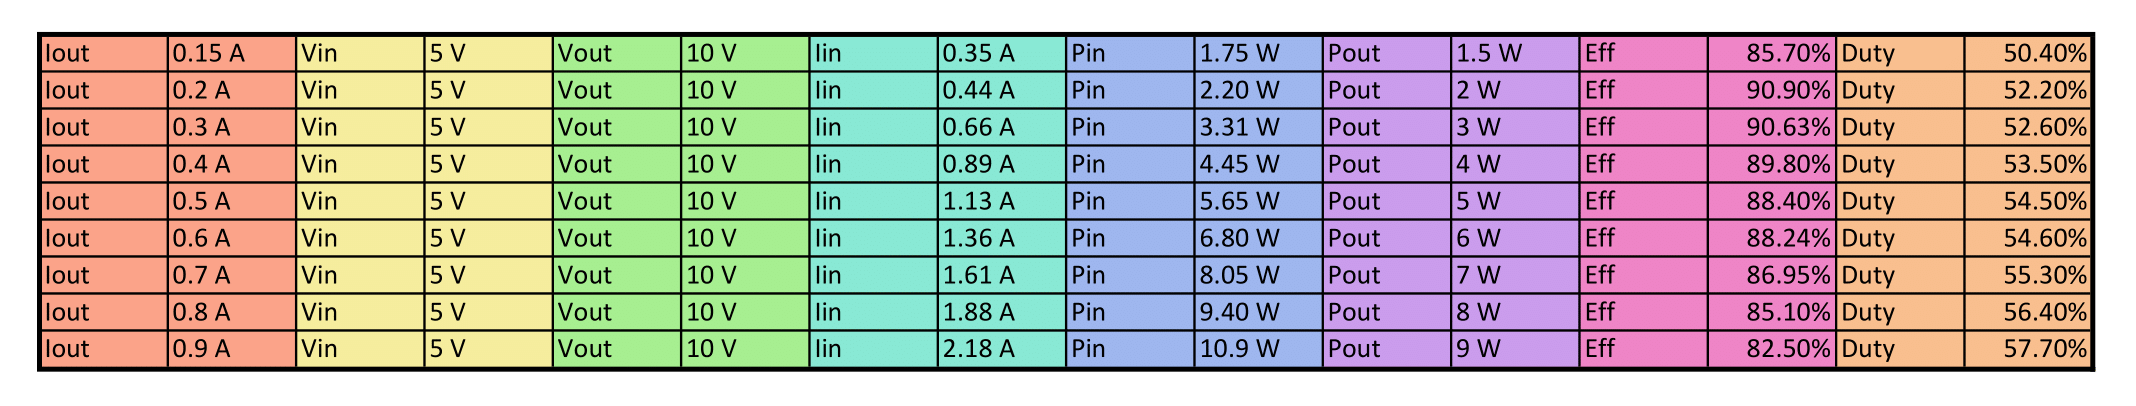 Iout 0.15 A Vin 5 V Vout 10 V Iin 0.35 A Pin 1.75 W Pout 1.5 W Eff 85.70% Duty 50.40%
Iout 0.2 A Vin 5 V Vout 10 V Iin 0.44 A Pin 2.20 W Pout 2 W Eff 90.90% Duty 52.20%
Iout 0.3 A Vin 5 V Vout 10 V Iin 0.66 A Pin 3.31 W Pout 3 W Eff 90.63% Duty 52.60%
Iout 0.4 A Vin 5 V Vout 10 V Iin 0.89 A Pin 4.45 W Pout 4 W Eff 89.80% Duty 53.50%
Iout 0.5 A Vin 5 V Vout 10 V Iin 1.13 A Pin 5.65 W Pout 5 W Eff 88.40% Duty 54.50%
Iout 0.6 A Vin 5 V Vout 10 V Iin 1.36 A Pin 6.80 W Pout 6 W Eff 88.24% Duty 54.60%
Iout 0.7 A Vin 5 V Vout 10 V Iin 1.61 A Pin 8.05 W Pout 7 W Eff 86.95% Duty 55.30%
Iout 0.8 A Vin 5 V Vout 10 V Iin 1.88 A Pin 9.40 W Pout 8 W Eff 85.10% Duty 56.40%
Iout 0.9 A Vin 5 V Vout 10 V Iin 2.18 A Pin 10.9 W Pout 9 W Eff 82.50% Duty 57.70%